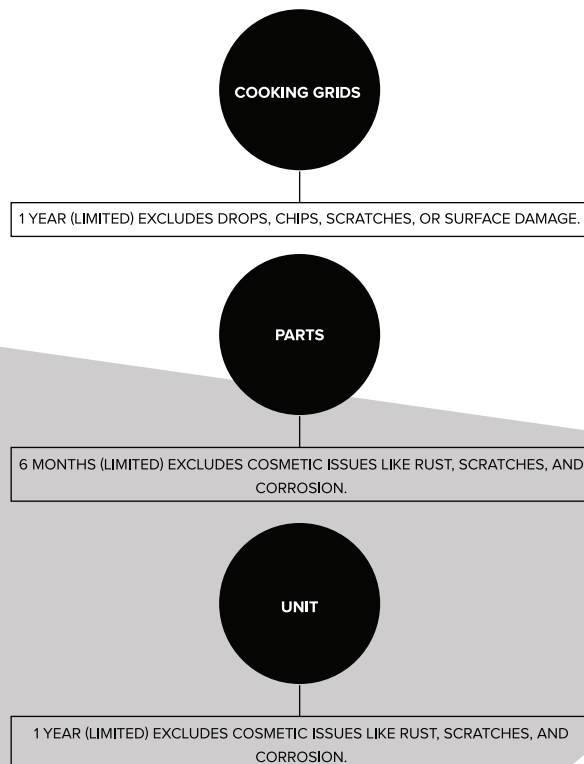 COOKING GRIDS
1 YEAR (LIMITED) EXCLUDES DROPS, CHIPS, SCRATCHES, OR SURFACE DAMAGE.
PARTS
6 MONTHS (LIMITED) EXCLUDES COSMETIC ISSUES LIKE RUST, SCRATCHES, AND
CORROSION.
UNIT
1 YEAR (LIMITED) EXCLUDES COSMETIC ISSUES LIKE RUST, SCRATCHES, AND
CORROSION.